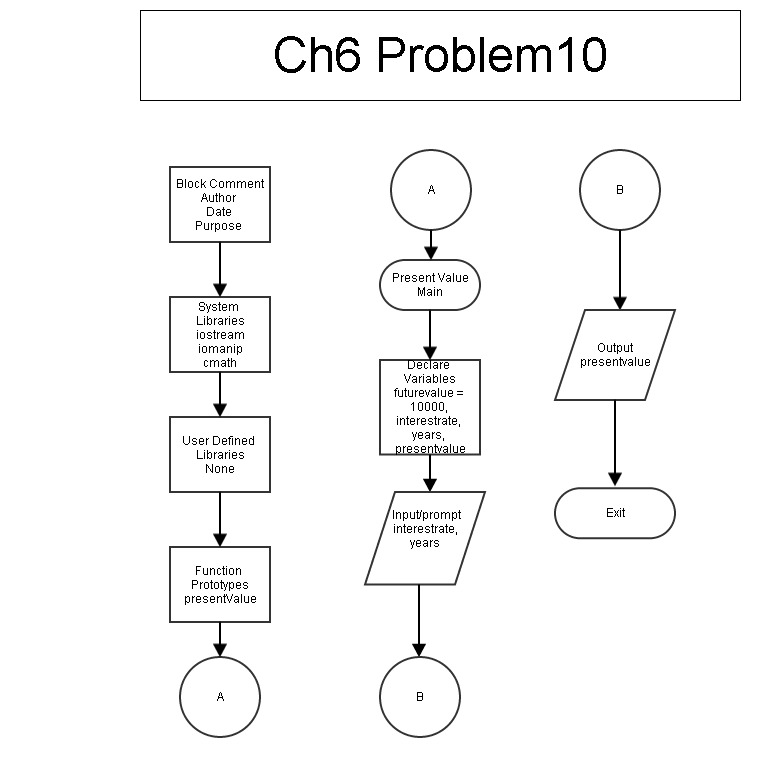 Ch6 Problem10
Block Comment
Author
Date
Purpose
System
Libraries
iostream
iomanip
cmath
User Defined
Libraries
None
Function
Prototypes
presentValue
A
A
Present Value
Main
Declare
Variables
futurevalue =
10000,
interestrate,
years,
presentvalue
Input/prompt
interestrate,
years
B
B
Output
presentvalue
Exit